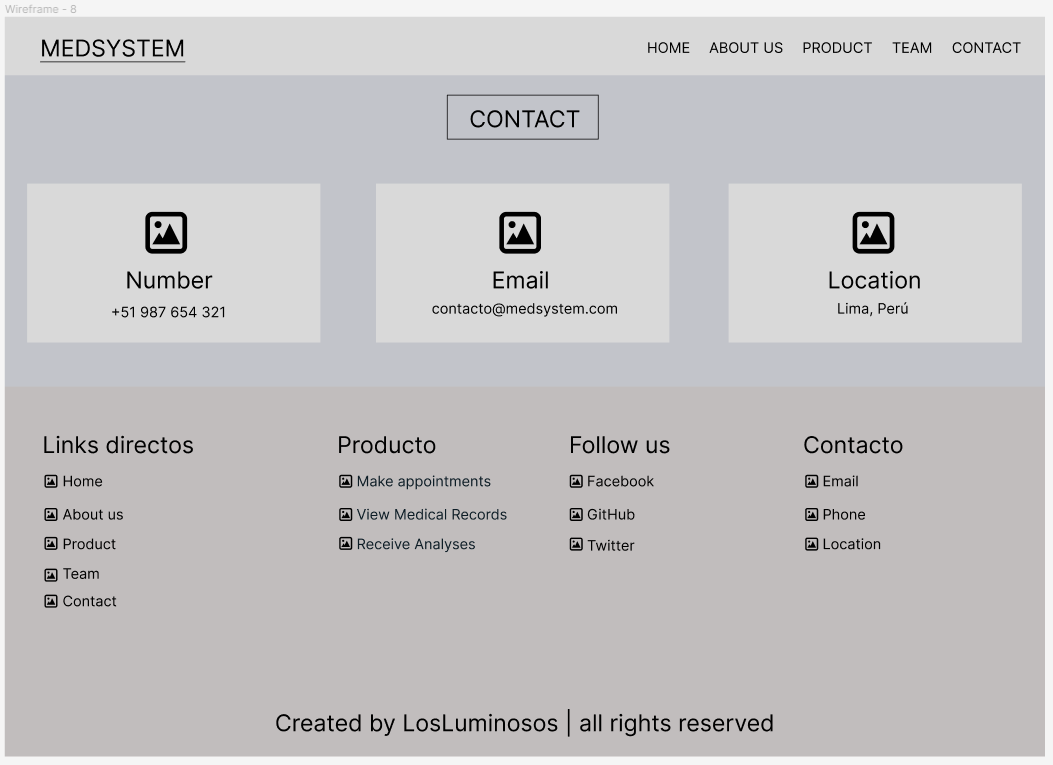 Wireframe - 8
MEDSYSTEM
HOME ABOUT US PRODUCT TEAM CONTACT
CONTACT
Number
+51 987 654 321
Email
contacto@medsystem.com
Location
Lima, Perú
Links directos
Home
About us
Product
Team
Contact
Producto
Make appointments
View Medical Records
Receive Analyses
Follow us
Facebook
GitHub
Twitter
Contacto
Email
Phone
Location
Created by LosLuminosos | all rights reserved